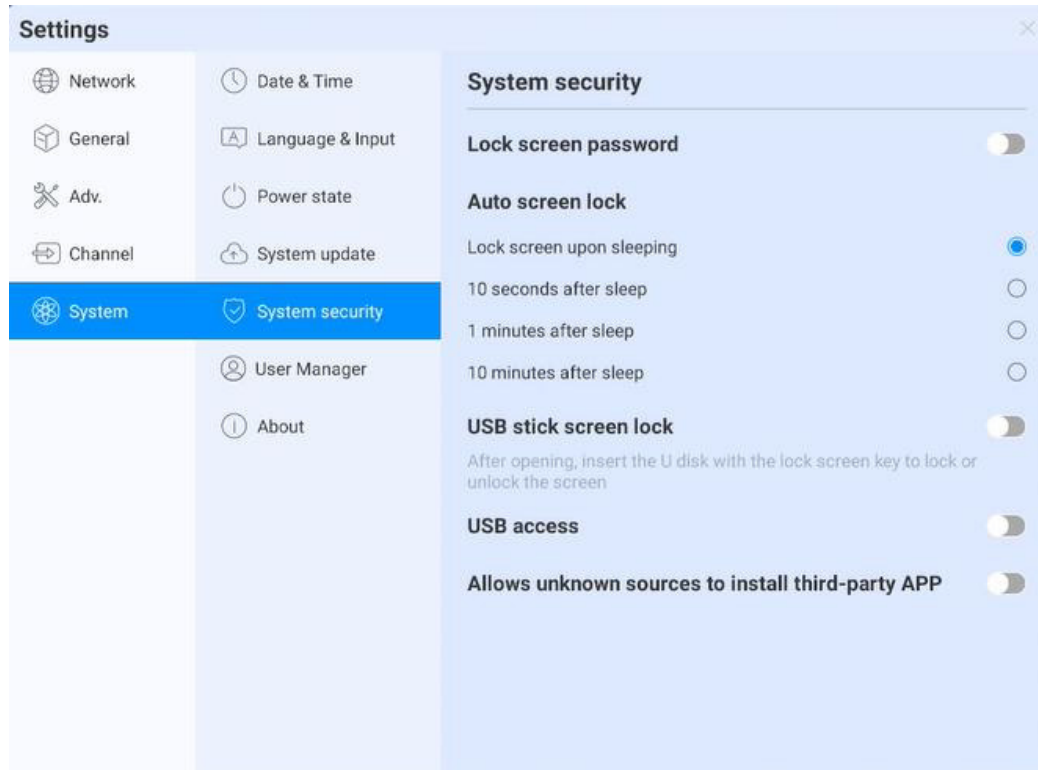 Settings
Network
General
Adv.
Channel
System
Date & Time
Language & Input
Power state
System update
System security
User Manager
About
System security
Lock screen password
Auto screen lock
Lock screen upon sleeping
10 seconds after sleep
1 minutes after sleep
10 minutes after sleep
USB stick screen lock
After opening, insert the U disk with the lock screen key to lock or
unlock the screen
USB access
Allows unknown sources to install third-party APP